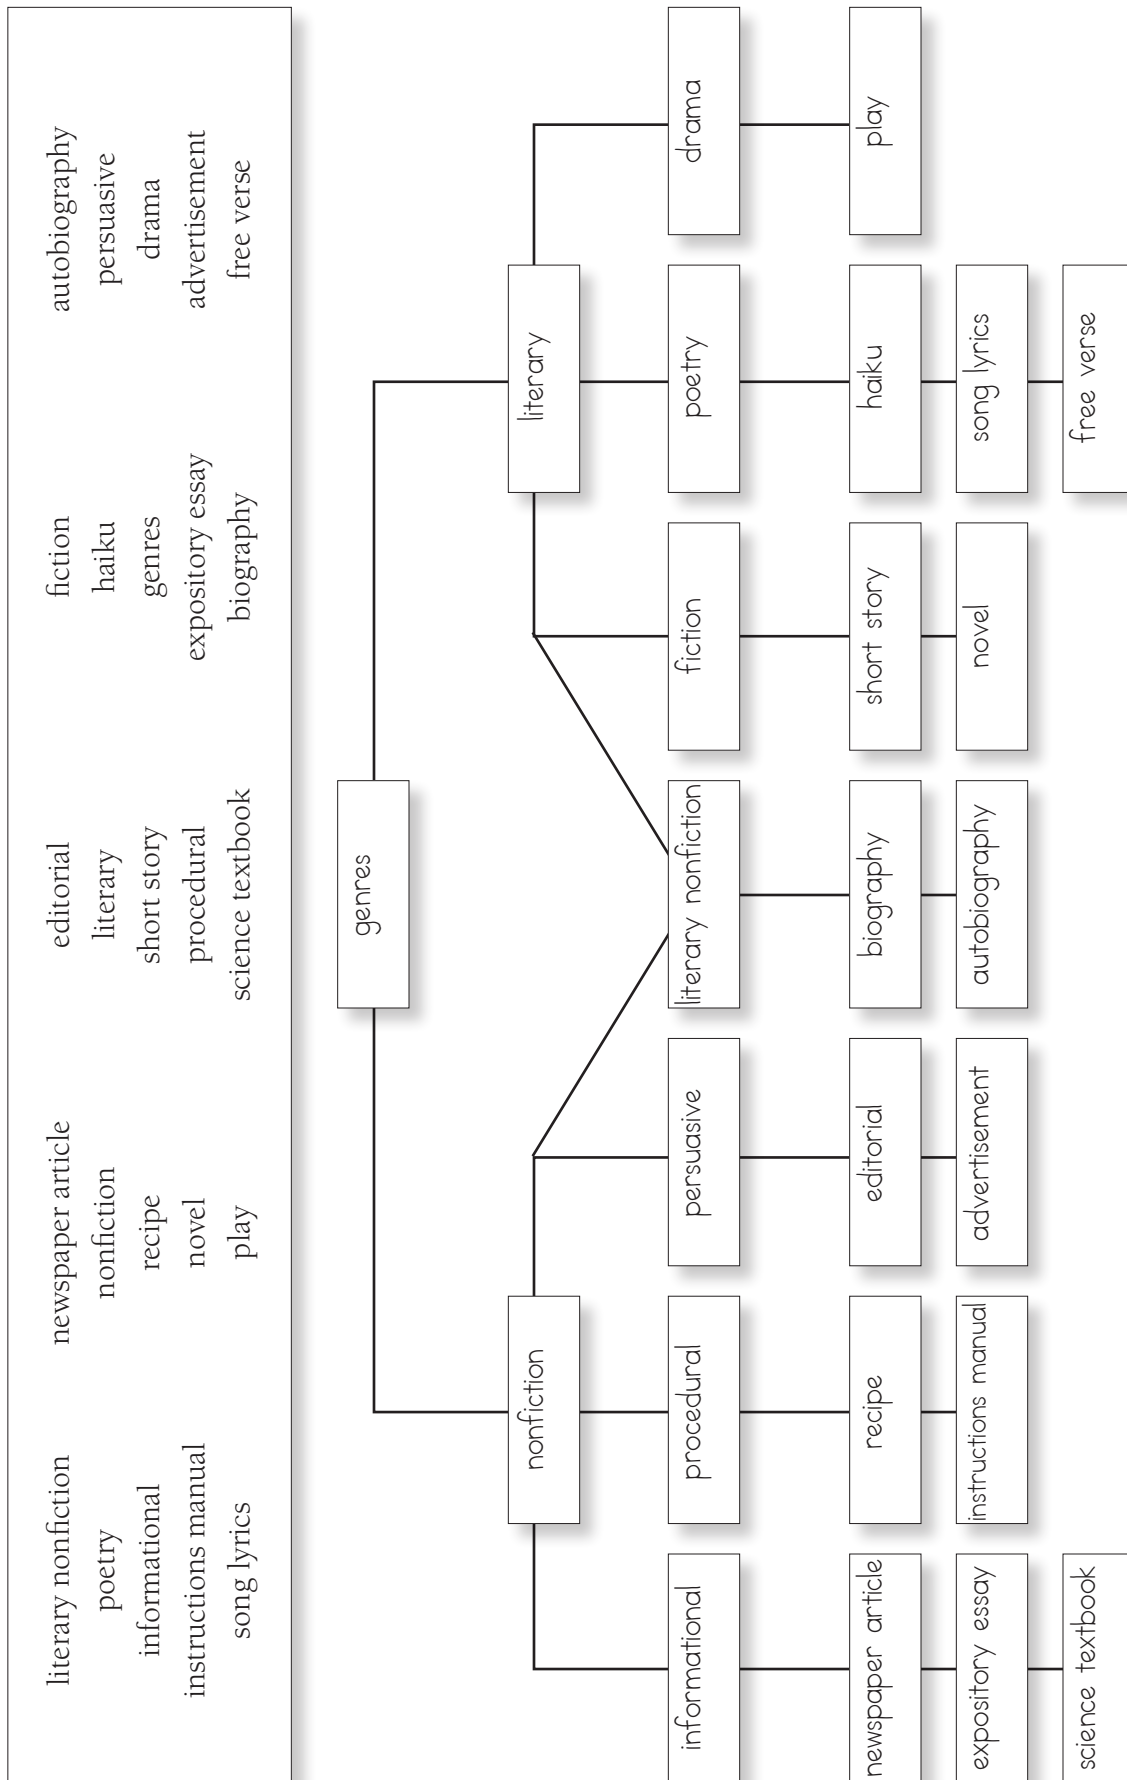 literary nonfiction newspaper article editorial fiction autobiography
poetry nonfiction literary haiku persuasive
informational recipe short story genres drama
instructions manual novel procedural expository essay advertisement
song lyrics play science textbook biography free verse
genres
nonfiction literary
informational procedural persuasive literary nonfiction fiction poetry drama
newspaper article recipe editorial biography short story haiku play
expository essay instructions manual advertisement autobiography novel song lyrics
science textbook free verse